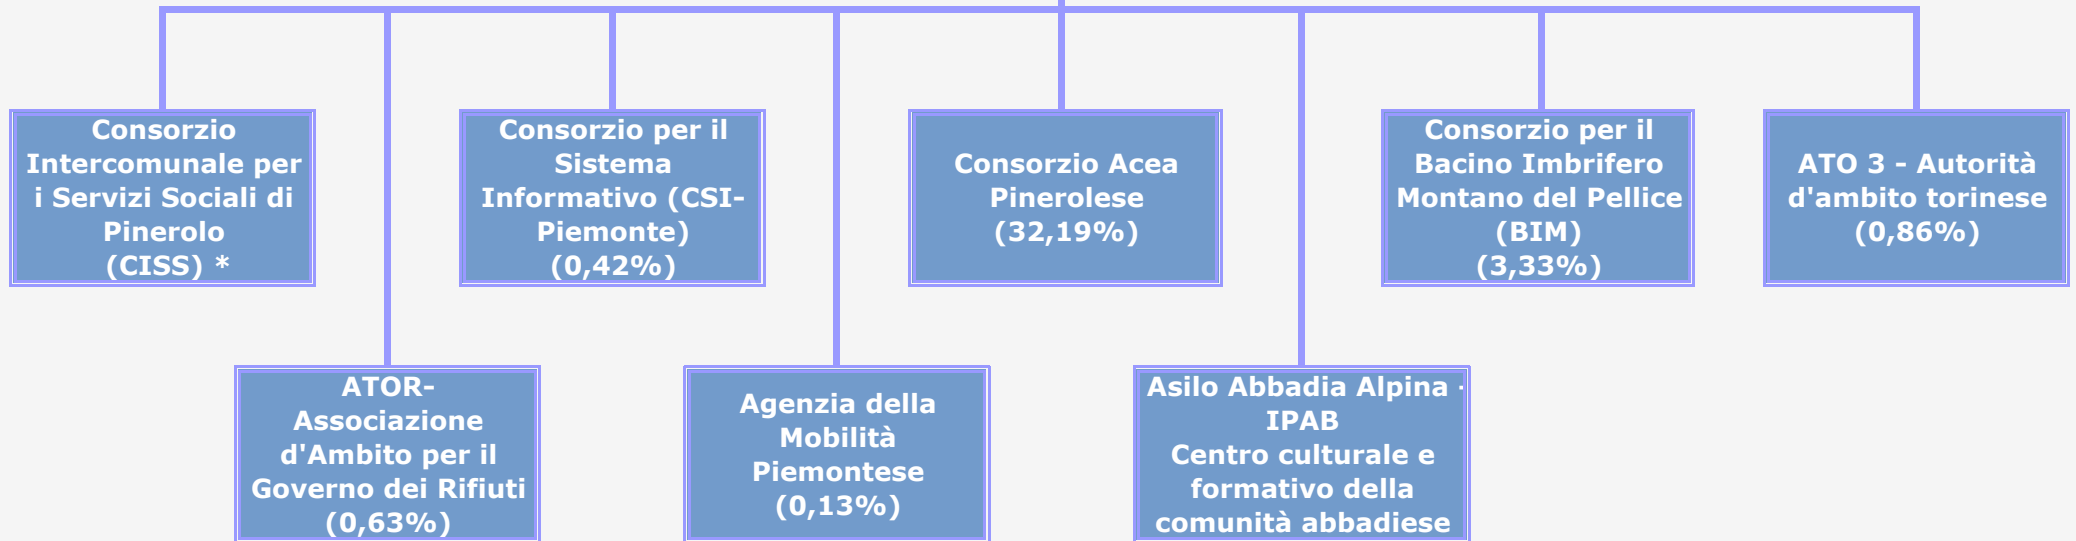 Consorzio
Intercomunale per
i Servizi Sociali di
Pinerolo
(CISS) *
Consorzio per il
Sistema
Informativo (CSI-
Piemonte)
(0,42%)
Consorzio Acea
Pinerolese
(32,19%)
Consorzio per il
Bacino Imbrifero
Montano del Pellice
(BIM)
(3,33%)
ATO 3 - Autorità
d'ambito torinese
(0,86%)
ATOR-
Associazione
d'Ambito per il
Governo dei Rifiuti
(0,63%)
Agenzia della
Mobilità
Piemontese
(0,13%)
Asilo Abbadia Alpina -
IPAB
Centro culturale e
formativo della
comunità abbadiese